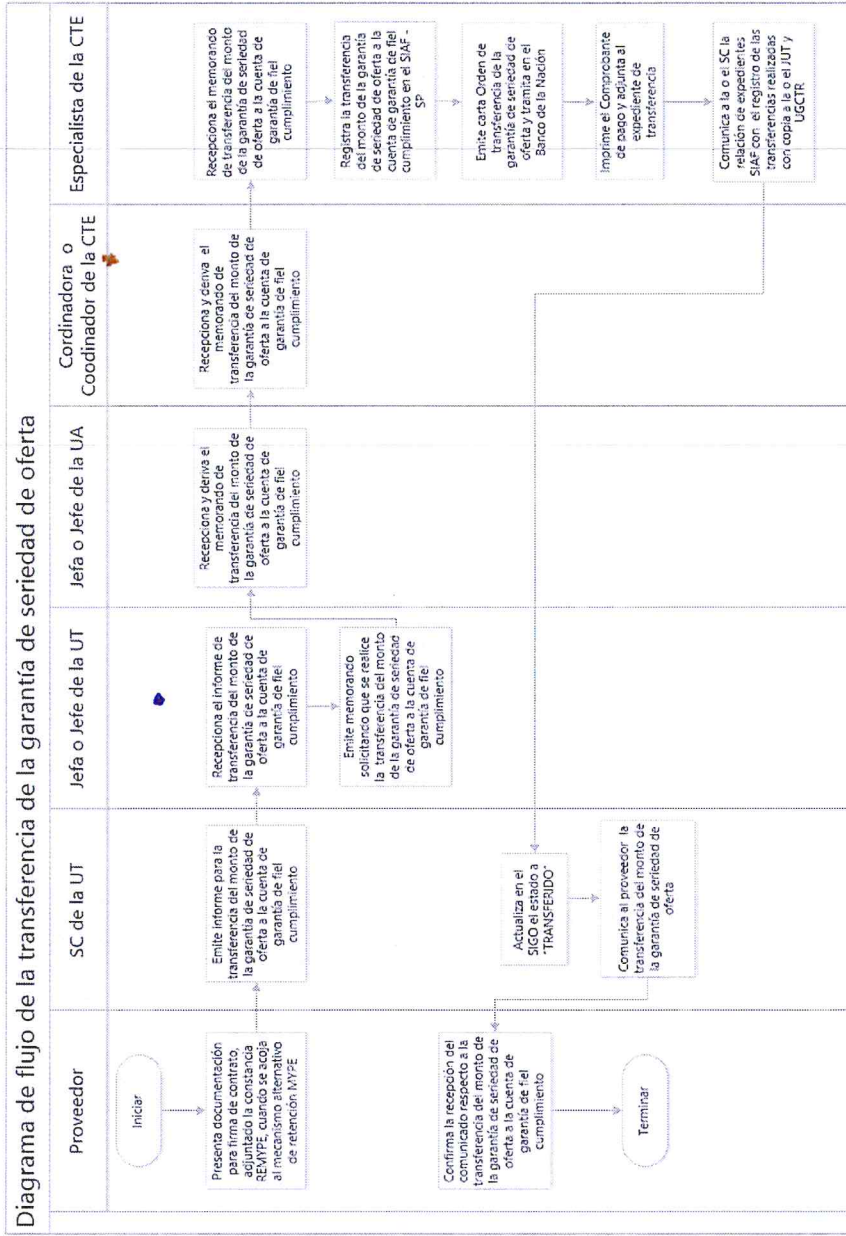 Diagrama de flujo de la transferencia de la garantía de seriedad de oferta
Proveedor
SC de la UT
Jefa o Jefe de la UT
Jefa o Jefe de la UA
Cordinadora o
Coodinador de la CTE
Especialista de la CTE
Iniciar
Presenta documentación
para firma de contrato,
adjuntado la constancia
REMYPE, cuando se acoja
al mecanismo alternativo
de retención MYPE
Emite informe para la
transferencia del monto de
la garantía de seriedad de
oferta a la cuenta de
garantía de fiel
cumplimiento
Recepciona el informe de
transferencia del monto de
la garantía de seriedad de
oferta a la cuenta de
garantía de fiel
cumplimiento
Emite memorando
solicitando que se realice
la transferencia del monto
de la garantía de seriedad
de oferta a la cuenta de
garantía de fiel
cumplimiento
Recepciona y deriva el
memorando de
transferencia del monto de
la garantía de seriedad de
oferta a la cuenta de
garantía de fiel
cumplimiento
Recepciona y deriva el
memorando de
transferencia del monto de
la garantía de seriedad de
oferta a la cuenta de
garantía de fiel
cumplimiento
Recepciona el memorando
de transferencia del monto
de la garantía de seriedad
de oferta a la cuenta de
garantía de fiel
cumplimiento
Registra la transferencia
del monto de la garantía
de seriedad de oferta a la
cuenta de garantía de fiel
cumplimiento en el SIAF -
SP
Emite carta Orden de
transferencia de la
garantía de seriedad de
oferta y tramita en el
Banco de la Nación
Imprime el Comprobante
de pago y adjunta al
expediente de
transferencia
Comunica a la o el SC la
relación de expedientes
SIAF con el registro de las
transferencias realizadas
con copia a la o el JUT y
UGCTR
Actualiza en el
SIGO el estado a
"TRANSFERIDO"
Comunica al proveedor la
transferencia del monto de
la garantía de seriedad de
oferta
Confirma la recepción del
comunicado respecto a la
transferencia del monto de
la garantía de seriedad de
oferta a la cuenta de
garantía de fiel
cumplimiento
Terminar